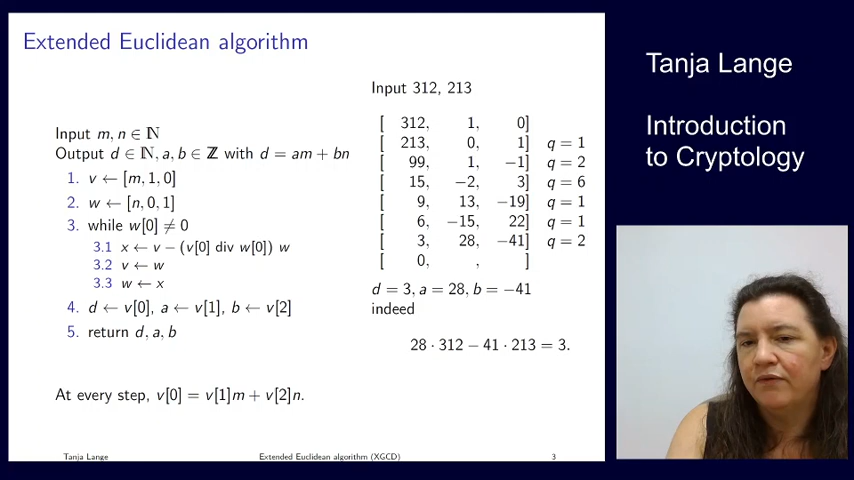 Extended Euclidean algorithm
Input m, n ∈ ℕ
Output d ∈ ℕ, a, b ∈ ℤ with d = am + bn
1. v ← [m, 1, 0]
2. w ← [n, 0, 1]
3. while w[0] ≠ 0
3.1 x ← v − (v[0] div w[0]) w
3.2 v ← w
3.3 w ← x
4. d ← v[0], a ← v[1], b ← v[2]
5. return d, a, b
At every step, v[0] = v[1]m + v[2]n.
Input 312, 213
[ 312, 1, 0]
[ 213, 0, 1] q = 1
[ 99, 1, −1] q = 2
[ 15, −2, 3] q = 6
[ 9, 13, −19] q = 1
[ 6, −15, 22] q = 1
[ 3, 28, −41] q = 2
[ 0, , ]
d = 3, a = 28, b = −41
indeed
28 · 312 − 41 · 213 = 3.
Tanja Lange
Extended Euclidean algorithm (XGCD)
3
Tanja Lange
Introduction
to Cryptology